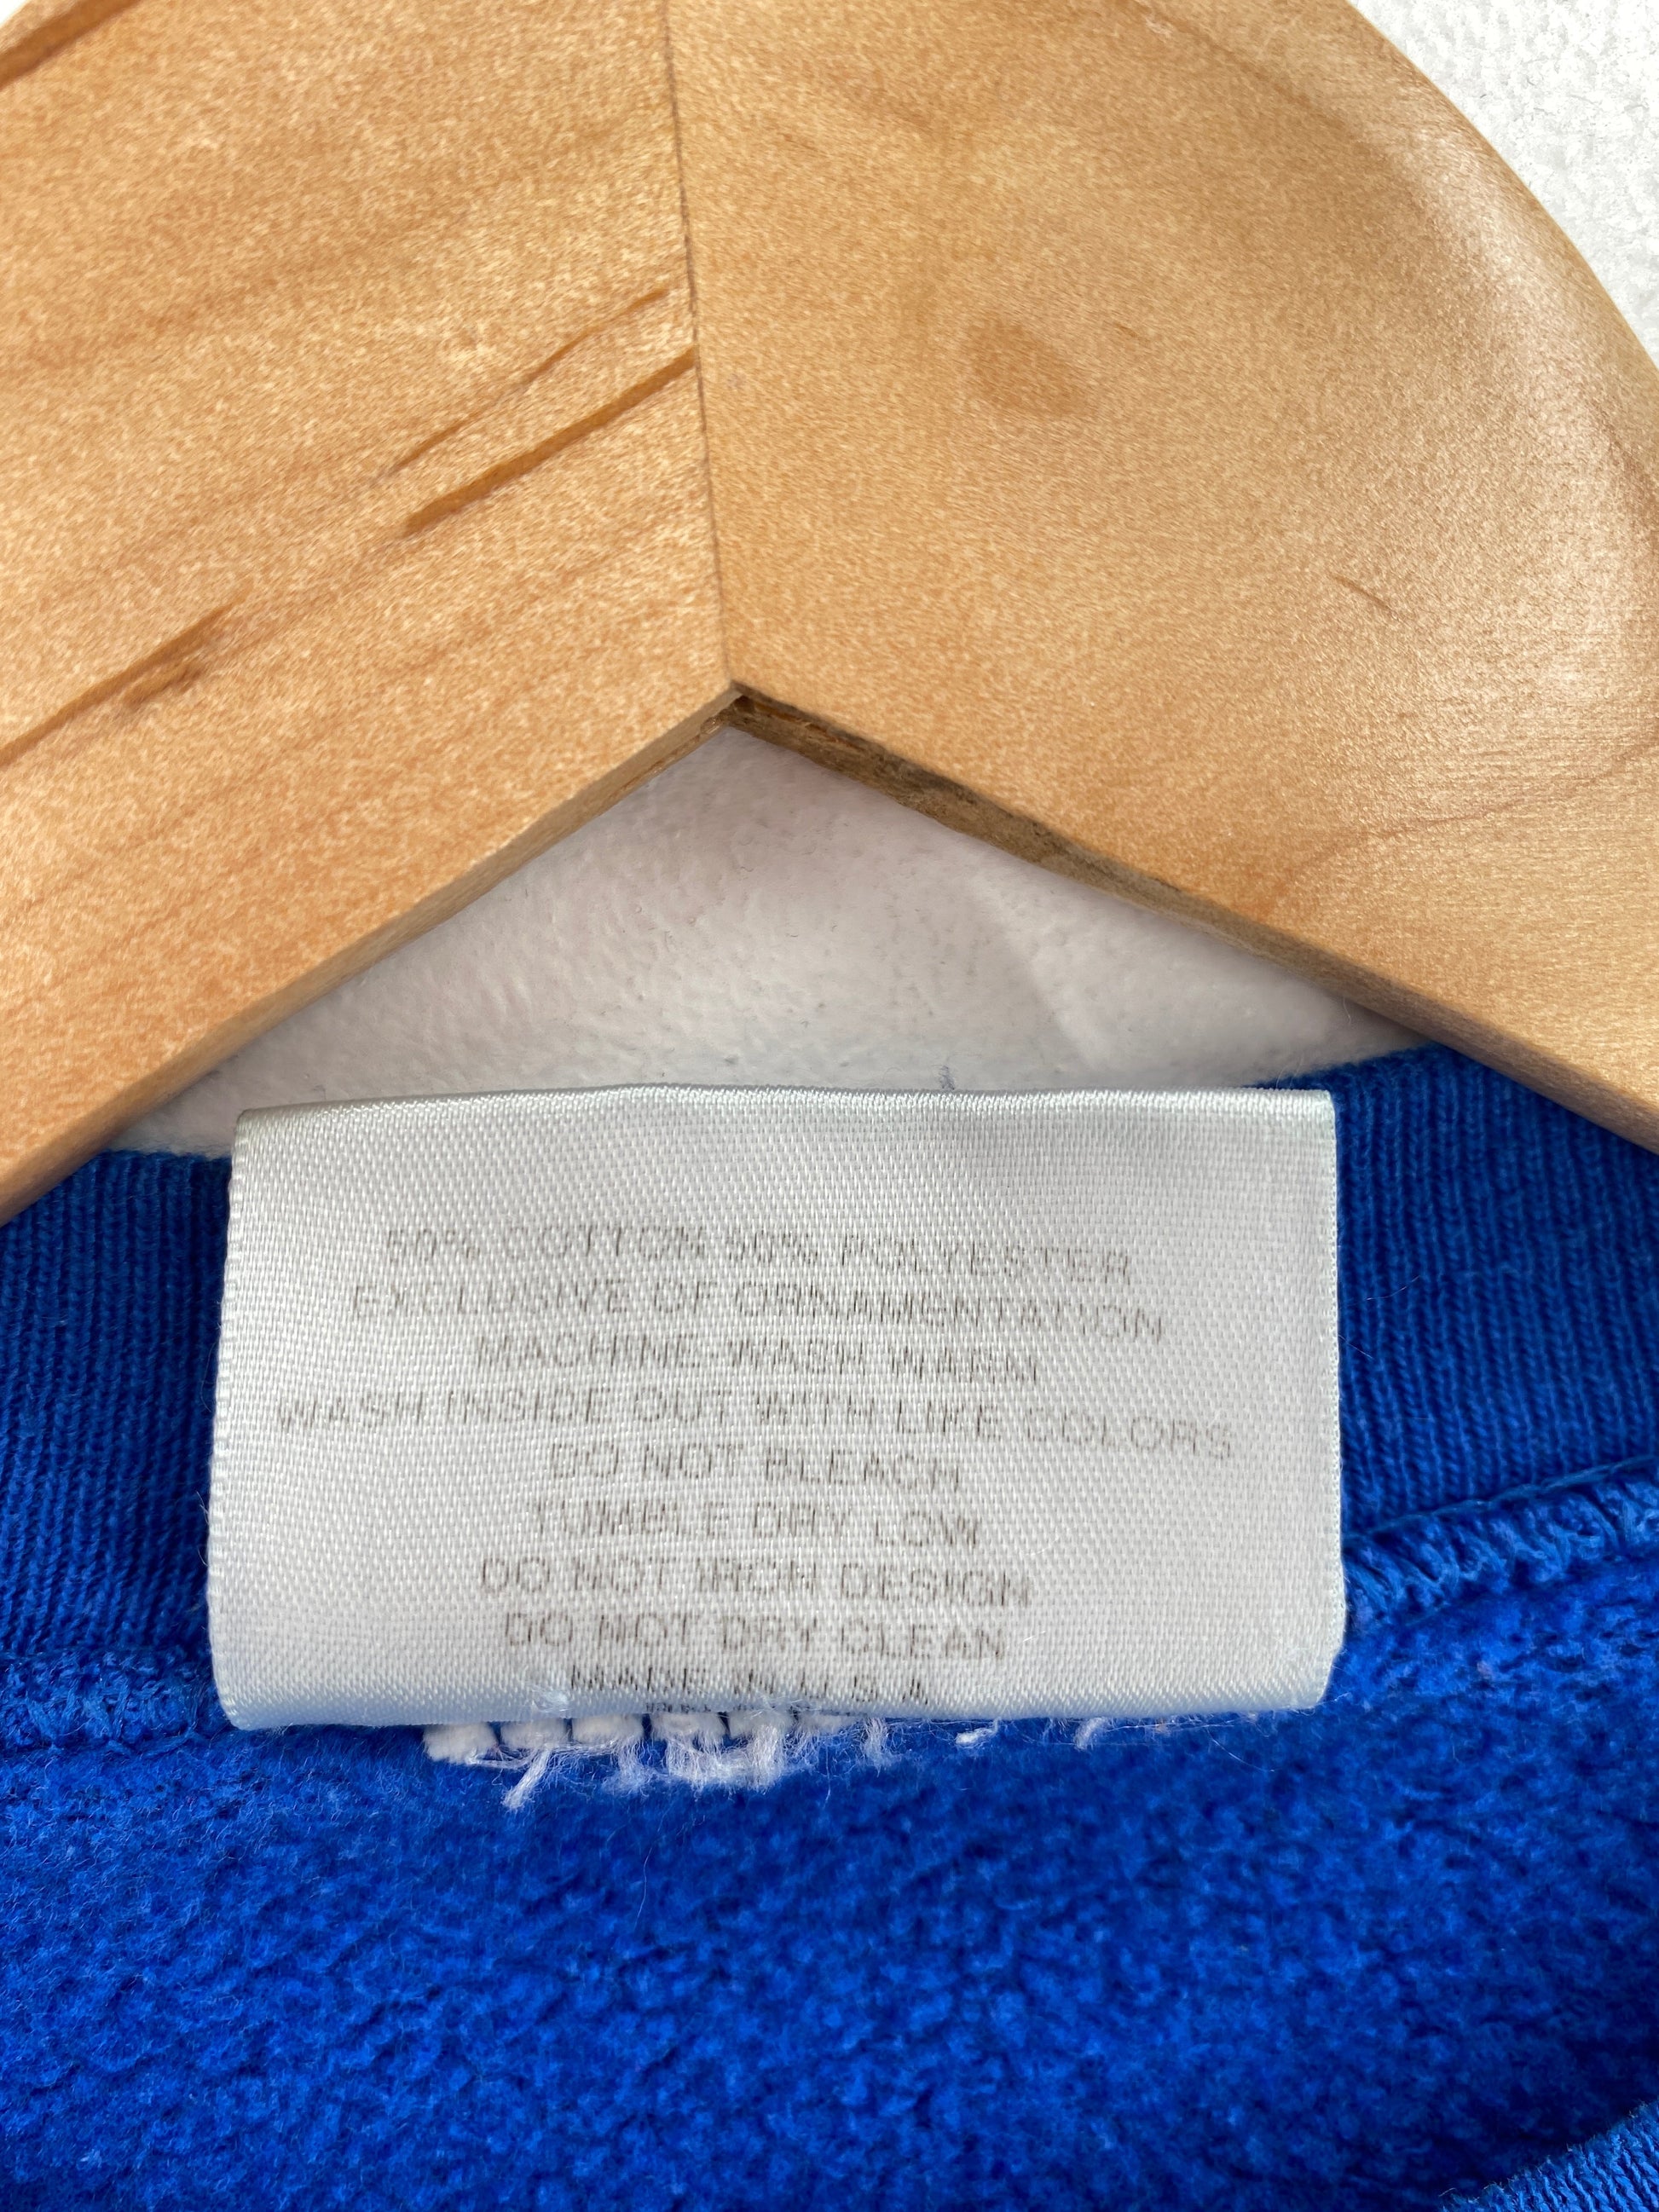 50% COTTON 50% POLYESTER
EXCLUSIVE OF ORNAMENTATION
MACHINE WASH WARM
WASH INSIDE OUT WITH LIKE COLORS
DO NOT BLEACH
TUMBLE DRY LOW
DO NOT IRON DESIGN
DO NOT DRY CLEAN
MADE IN U.S.A.